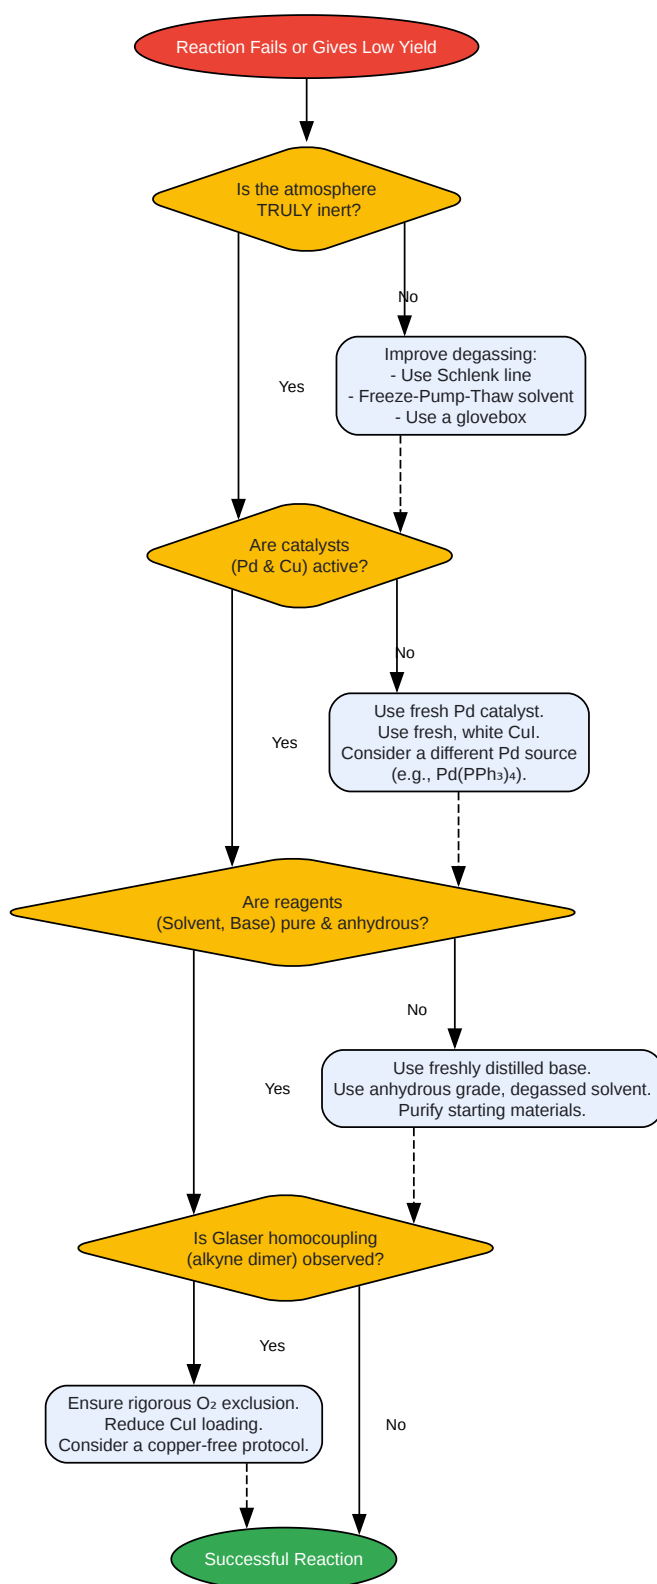 Reaction Fails or Gives Low Yield
Is the atmosphere
TRULY inert?
No
Improve degassing:
- Use Schlenk line
- Freeze-Pump-Thaw solvent
- Use a glovebox
Yes
Are catalysts
(Pd & Cu) active?
No
Use fresh Pd catalyst.
Use fresh, white CuI.
Consider a different Pd source
(e.g., Pd(PPh₃)₄).
Yes
Are reagents
(Solvent, Base) pure & anhydrous?
No
Use freshly distilled base.
Use anhydrous grade, degassed solvent.
Purify starting materials.
Yes
Is Glaser homocoupling
(alkyne dimer) observed?
Yes
Ensure rigorous O₂ exclusion.
Reduce CuI loading.
Consider a copper-free protocol.
No
Successful Reaction